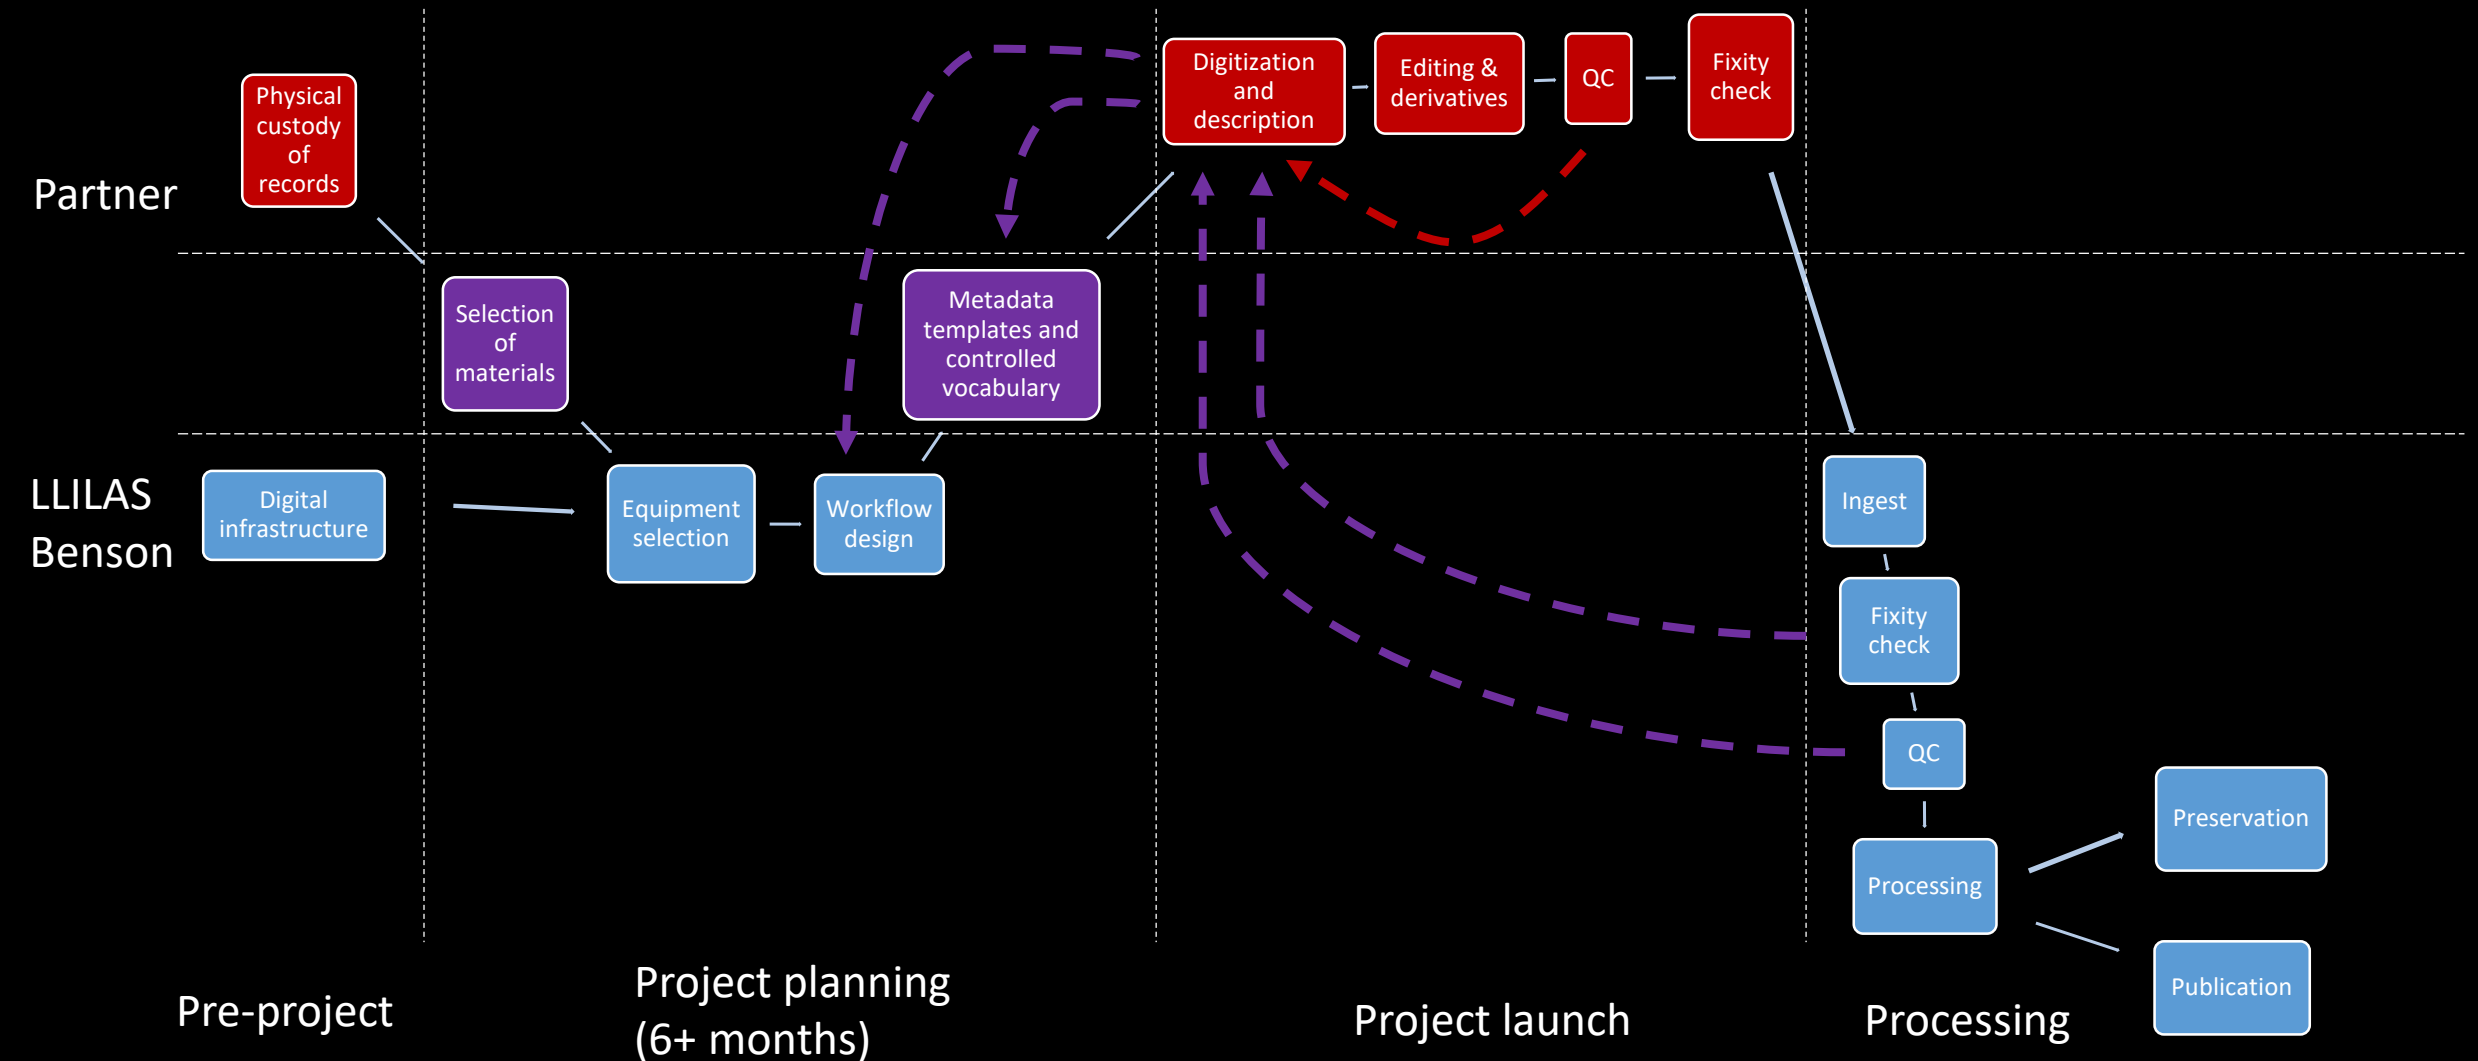 Partner
Physical
custody
of
records
Digitization
and
description
Editing &
derivatives
QC
Fixity
check
Selection
of
materials
Metadata
templates and
controlled
vocabulary
LLILAS
Benson
Digital
infrastructure
Equipment
selection
Workflow
design
Ingest
Fixity
check
QC
Processing
Preservation
Publication
Pre-project
Project planning
(6+ months)
Project launch
Processing